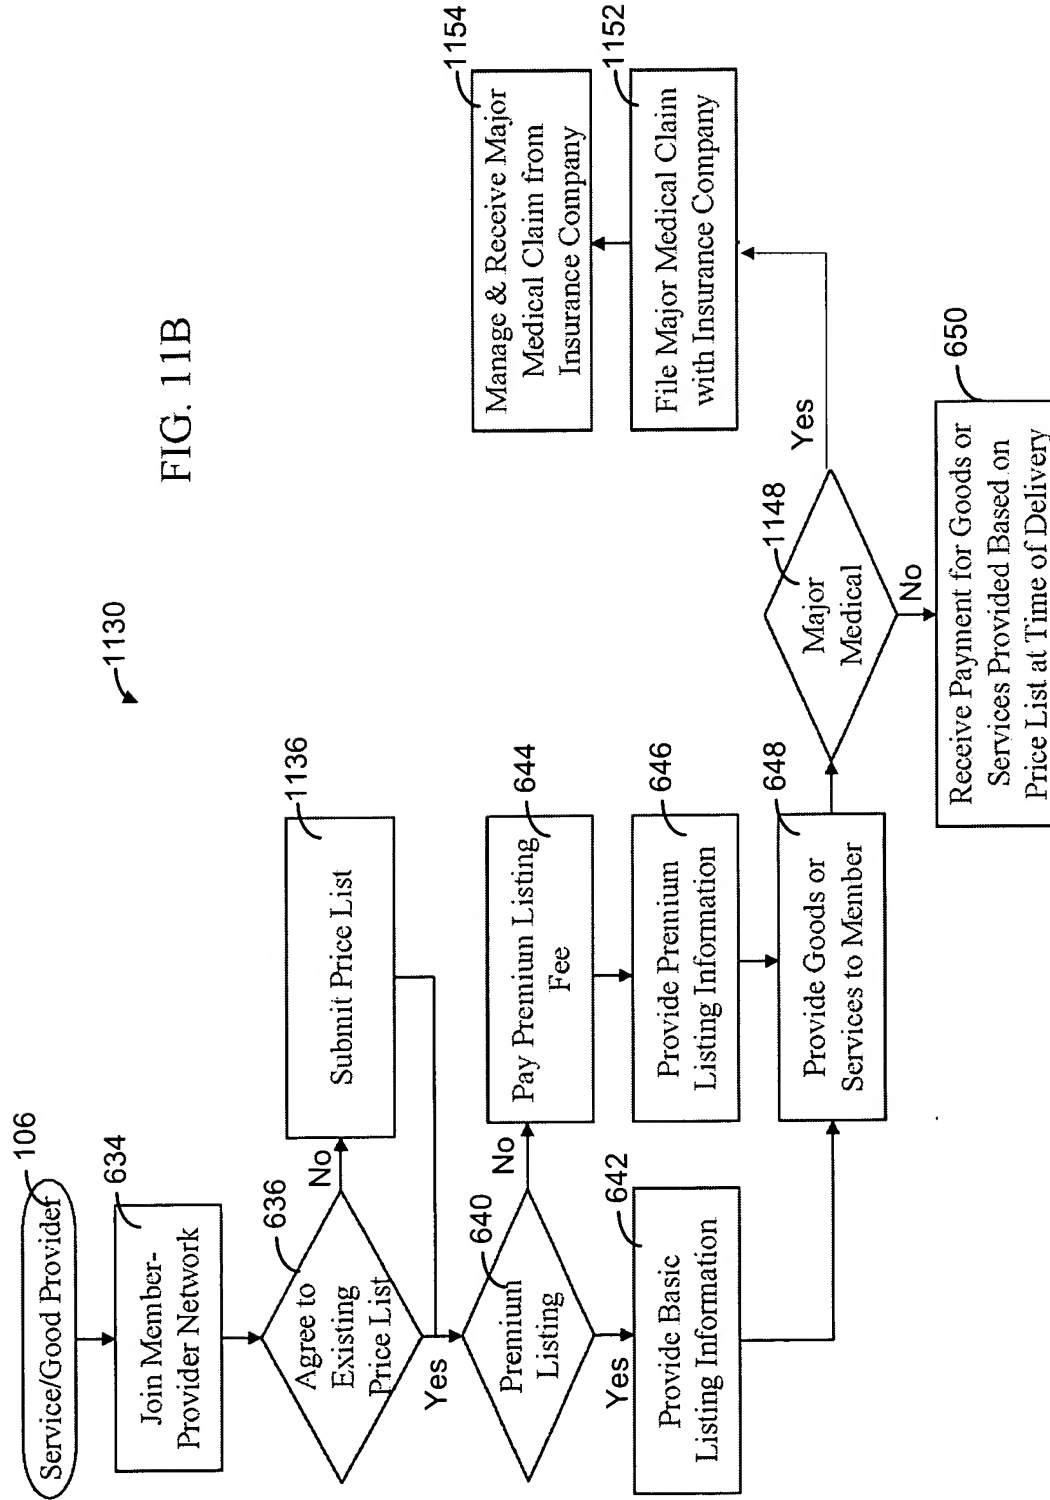 FIG. 11B
1130
Service/Good Provider
106
Join Member-
Provider Network
634
Agree to
Existing
Price List
636
No
Submit Price List
1136
Yes
Premium
Listing
640
No
Pay Premium Listing
Fee
644
Provide Premium
Listing Information
646
Yes
Provide Basic
Listing Information
642
Provide Goods or
Services to Member
648
Major
Medical
1148
Yes
File Major Medical Claim
with Insurance Company
1152
Manage & Receive Major
Medical Claim from
Insurance Company
1154
No
Receive Payment for Goods or
Services Provided Based on
Price List at Time of Delivery
650